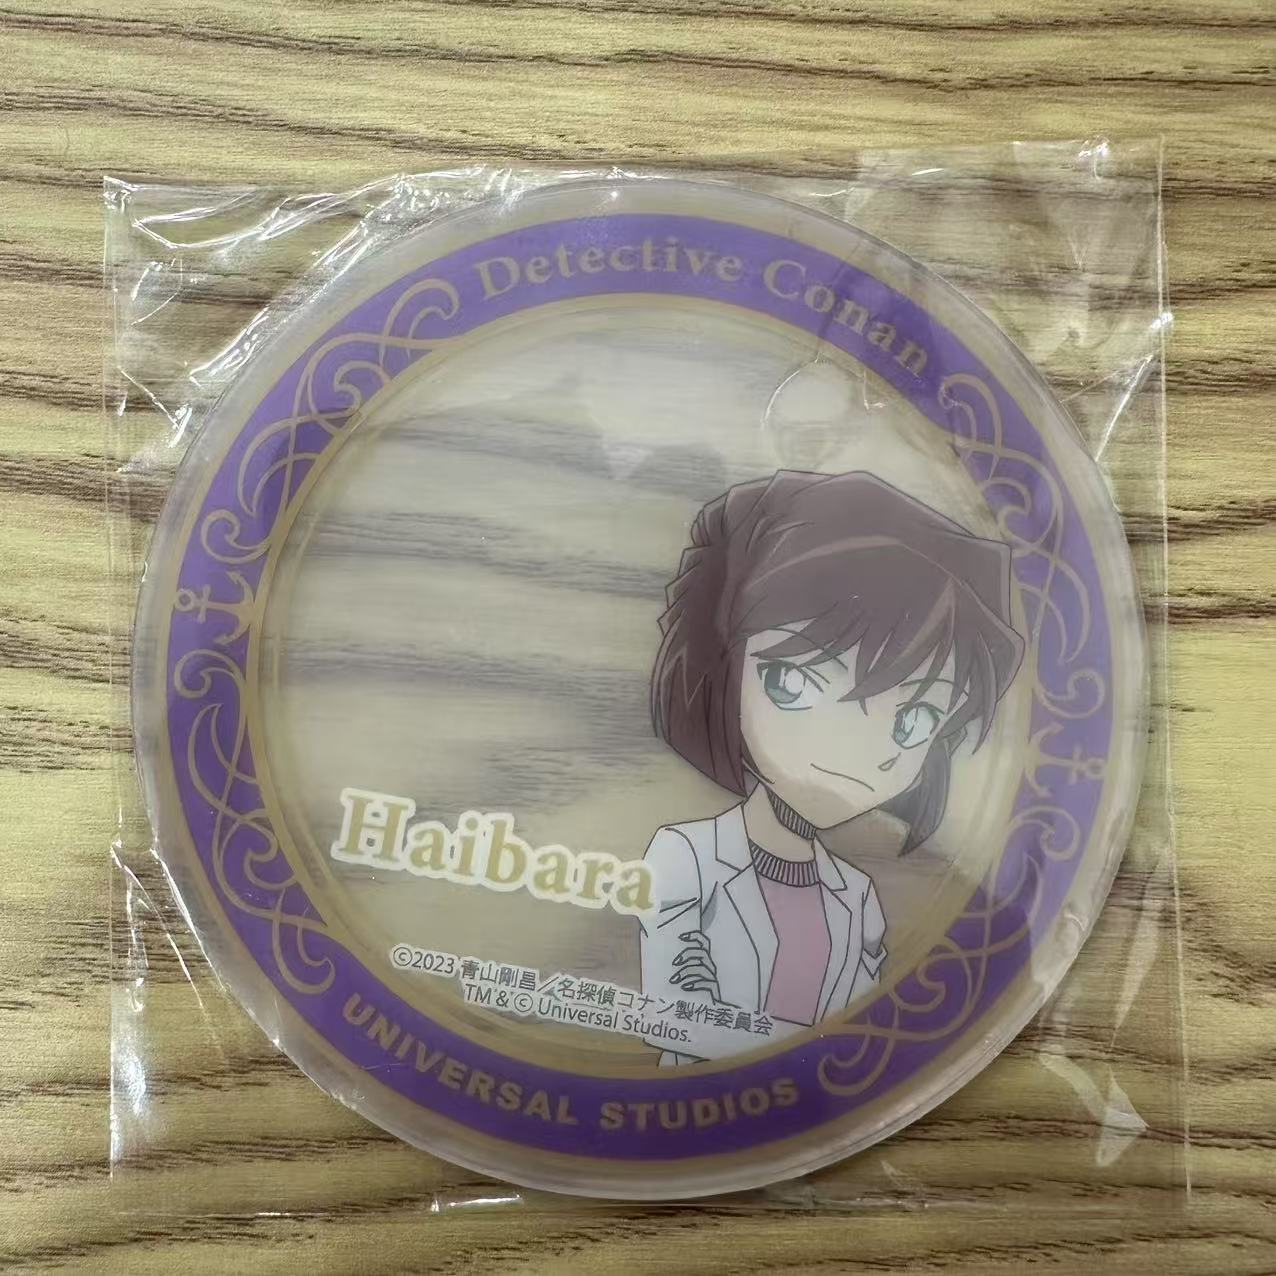 Detective Conan
Haibara
©2023 青山剛昌／名探偵コナン製作委員会
TM & © Universal Studios.
UNIVERSAL STUDIOS